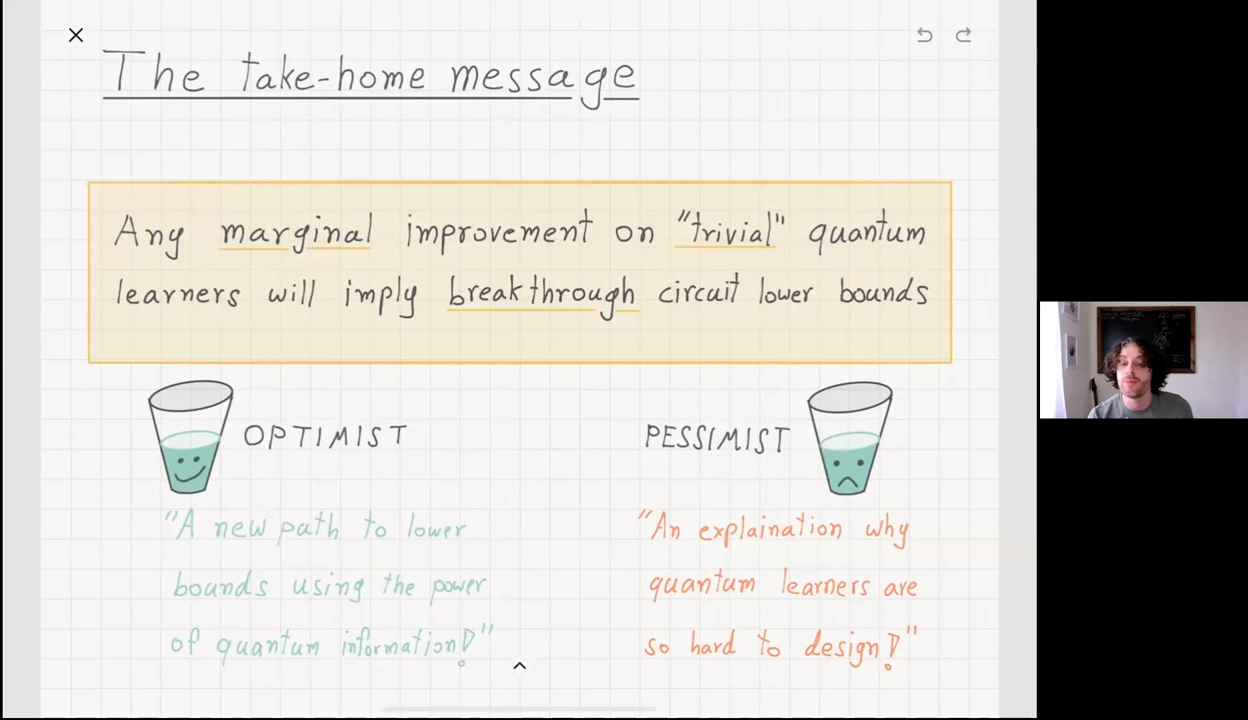 The take-home message
Any marginal improvement on "trivial" quantum
learners will imply breakthrough circuit lower bounds
OPTIMIST
PESSIMIST
"A new path to lower
bounds using the power
of quantum information!"
"An explaination why
quantum learners are
so hard to design!"